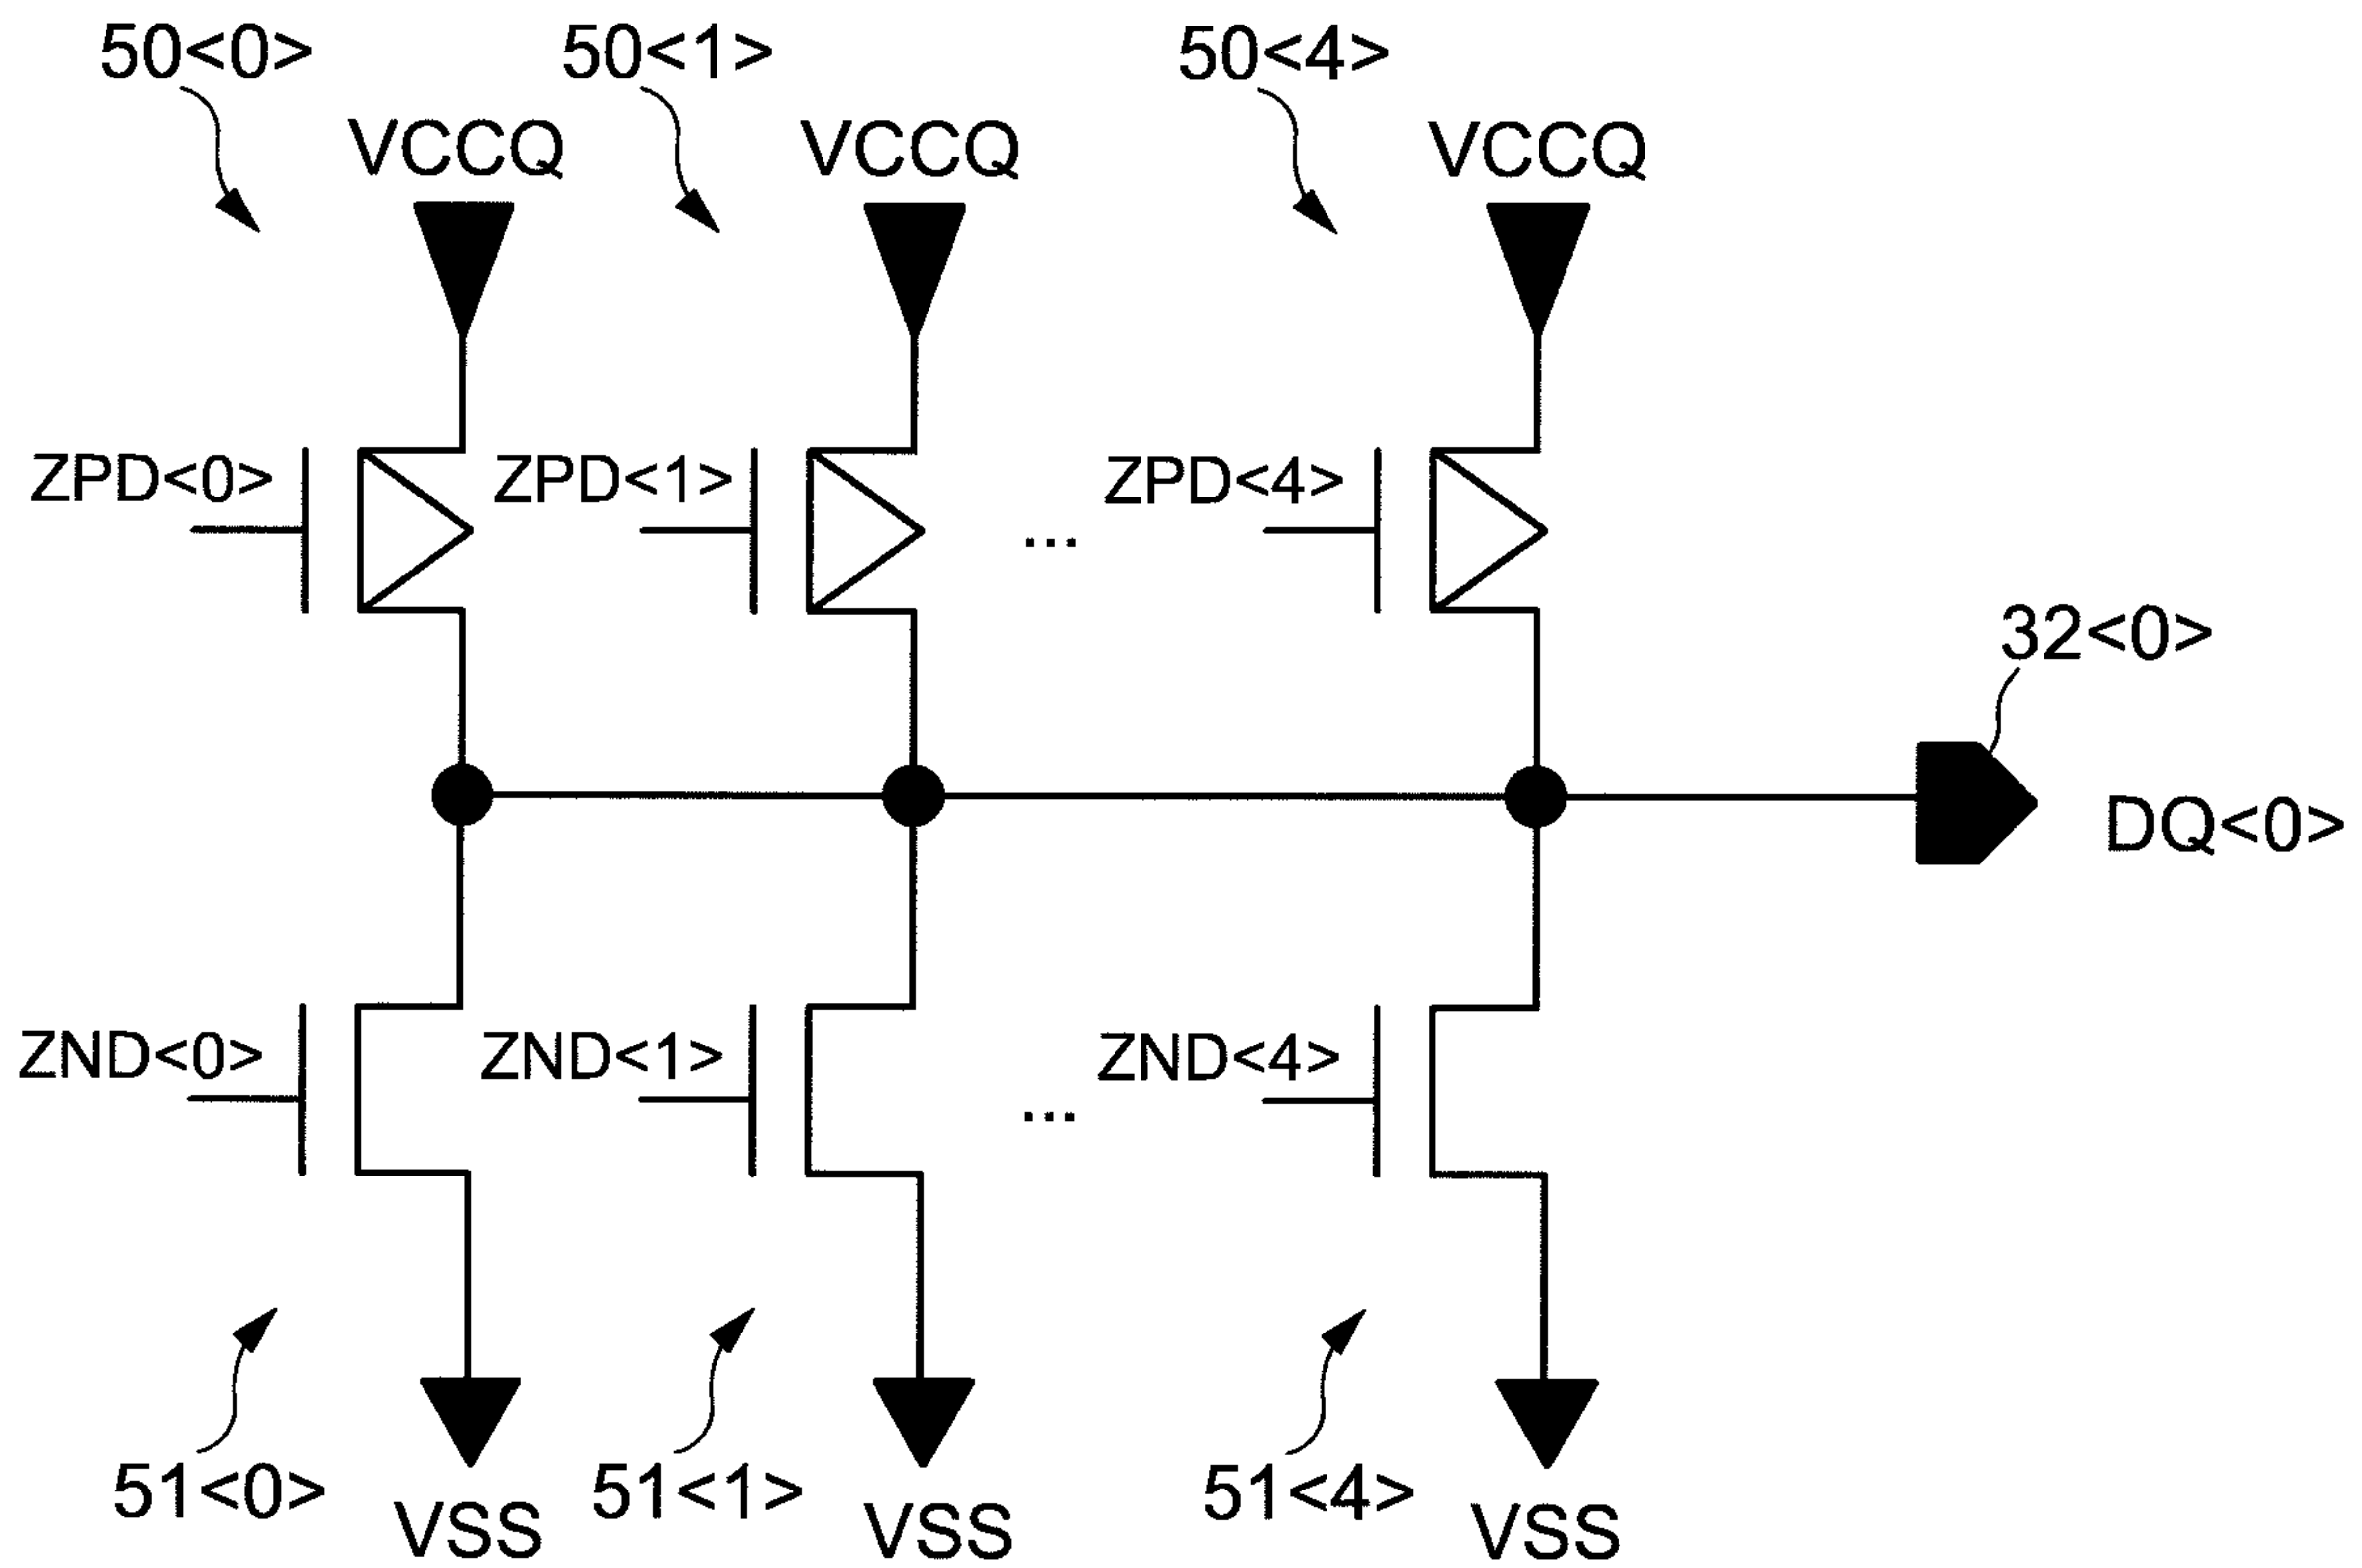 50<0> 50<1> 50<4>
VCCQ VCCQ VCCQ
ZPD<0> ZPD<1> ... ZPD<4>
32<0>
DQ<0>
ZND<0> ZND<1> ... ZND<4>
51<0> 51<1> 51<4>
VSS VSS VSS